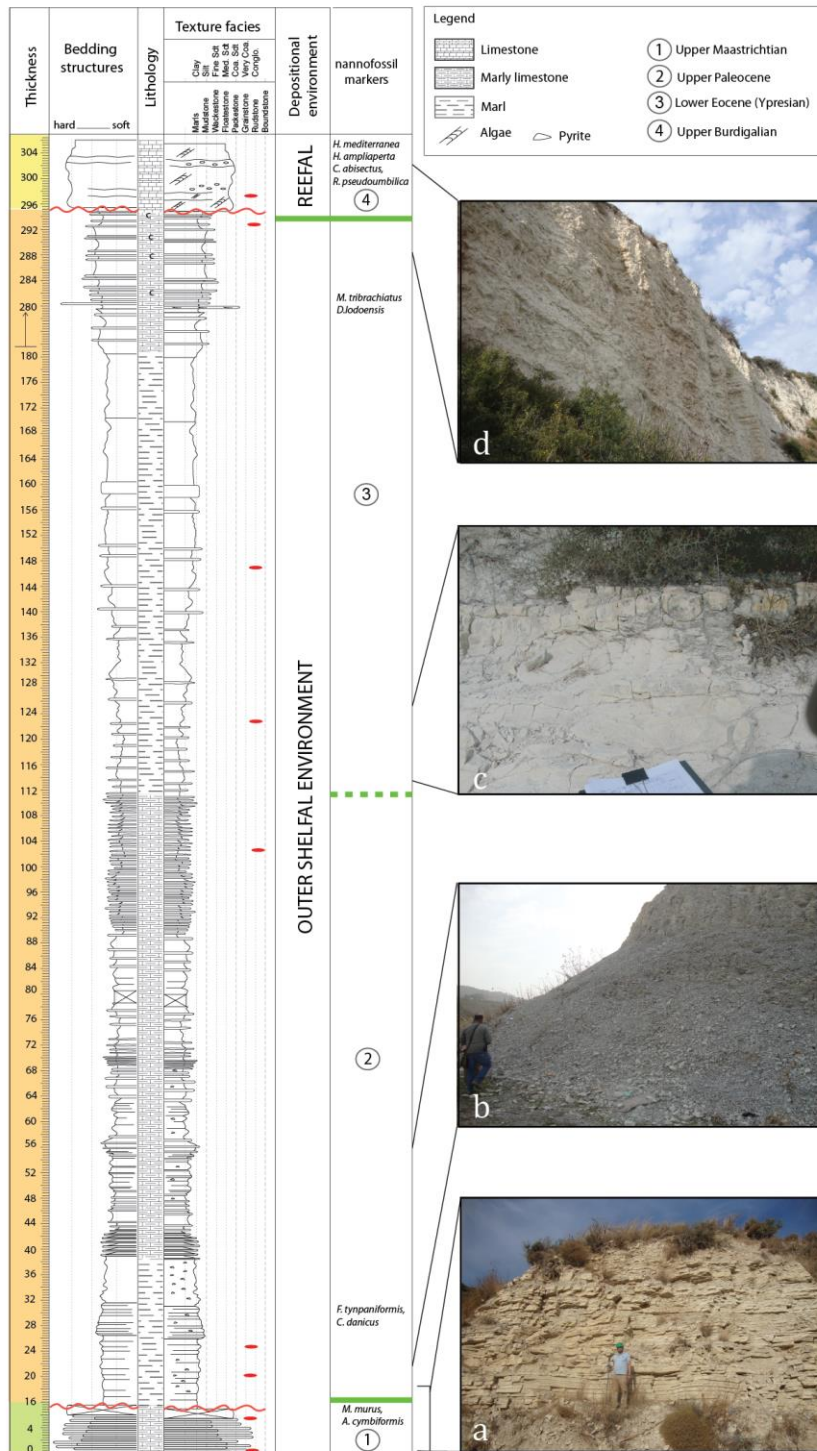 Thickness
Bedding
structures
hard ______ soft
Lithology
Texture facies
Clay
Silt
Fine Sdt
Med. Sdt
Coa. Sdt
Very Coa.
Conglo.
Marls
Mudstone
Wackestone
Floatestone
Packestone
Grainstone
Rudstone
Boundstone
Depositional
environment
nannofossil
markers
Legend
Limestone
Marly limestone
Marl
Algae
Pyrite
1 Upper Maastrichtian
2 Upper Paleocene
3 Lower Eocene (Ypresian)
4 Upper Burdigalian
304
300
296
292
288
284
280
180
176
172
168
164
160
156
152
148
144
140
136
132
128
124
120
116
112
108
104
100
96
92
88
84
80
76
72
68
64
60
56
52
48
44
40
36
32
28
24
20
16
4
0
C
C
C
C
REEFAL
OUTER SHELFAL ENVIRONMENT
H. mediterranea
H. ampliaperta
C. abisectus,
R. pseudoumbilica
4
M. tribrachiatus
D.lodoensis
3
2
F. tynpaniformis,
C. danicus
M. murus,
A. cymbiformis
1
d
c
b
a